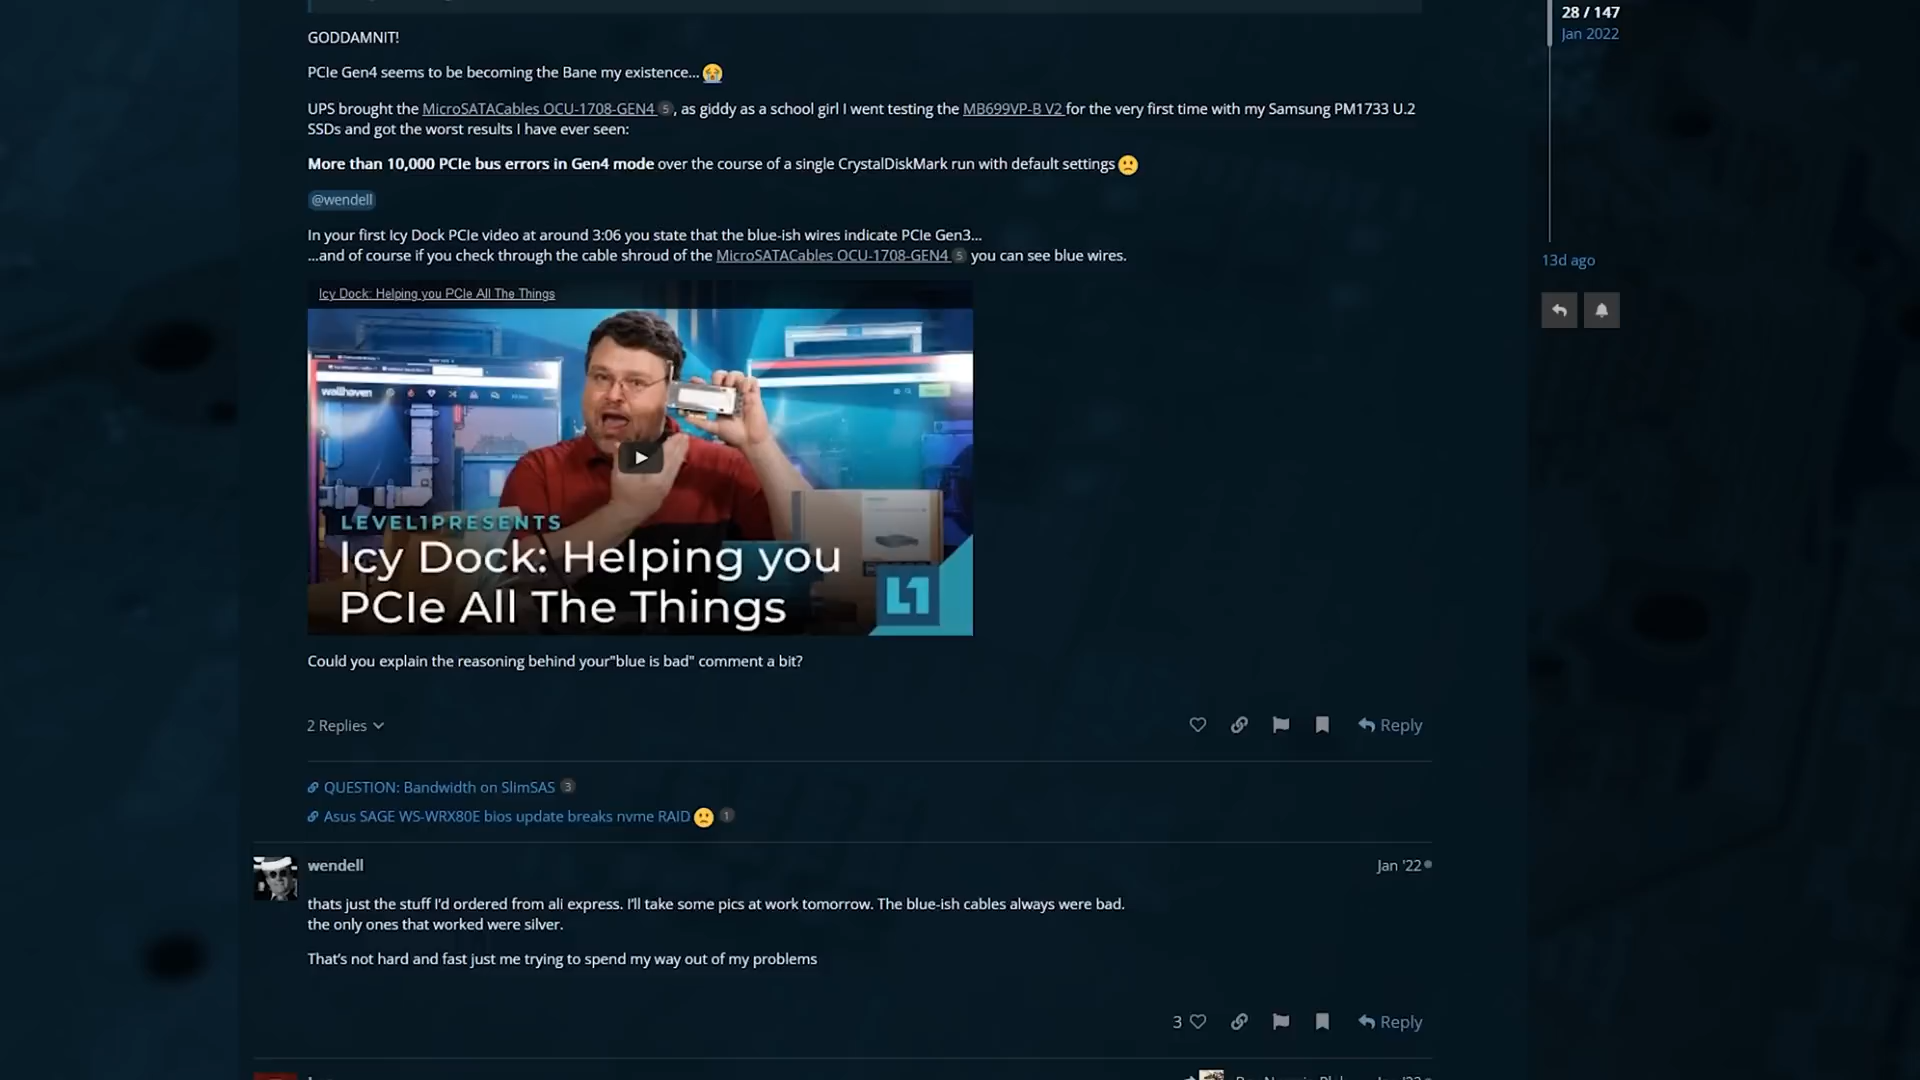 28 / 147
Jan 2022
GODDAMNIT!
PCIe Gen4 seems to be becoming the Bane my existence...
UPS brought the MicroSATACables OCU-1708-GEN4 5 , as giddy as a school girl I went testing the MB699VP-B V2 for the very first time with my Samsung PM1733 U.2
SSDs and got the worst results I have ever seen:
More than 10,000 PCIe bus errors in Gen4 mode over the course of a single CrystalDiskMark run with default settings
@wendell
In your first Icy Dock PCIe video at around 3:06 you state that the blue-ish wires indicate PCIe Gen3...
...and of course if you check through the cable shroud of the MicroSATACables OCU-1708-GEN4 5 you can see blue wires.
13d ago
Icy Dock: Helping you PCIe All The Things
wallhaven
LEVEL1PRESENTS
Icy Dock: Helping you
PCIe All The Things
L1
Could you explain the reasoning behind your"blue is bad" comment a bit?
2 Replies
Reply
QUESTION: Bandwidth on SlimSAS 3
Asus SAGE WS-WRX80E bios update breaks nvme RAID 1
wendell
Jan '22
thats just the stuff I'd ordered from ali express. I'll take some pics at work tomorrow. The blue-ish cables always were bad.
the only ones that worked were silver.
That's not hard and fast just me trying to spend my way out of my problems
3
Reply